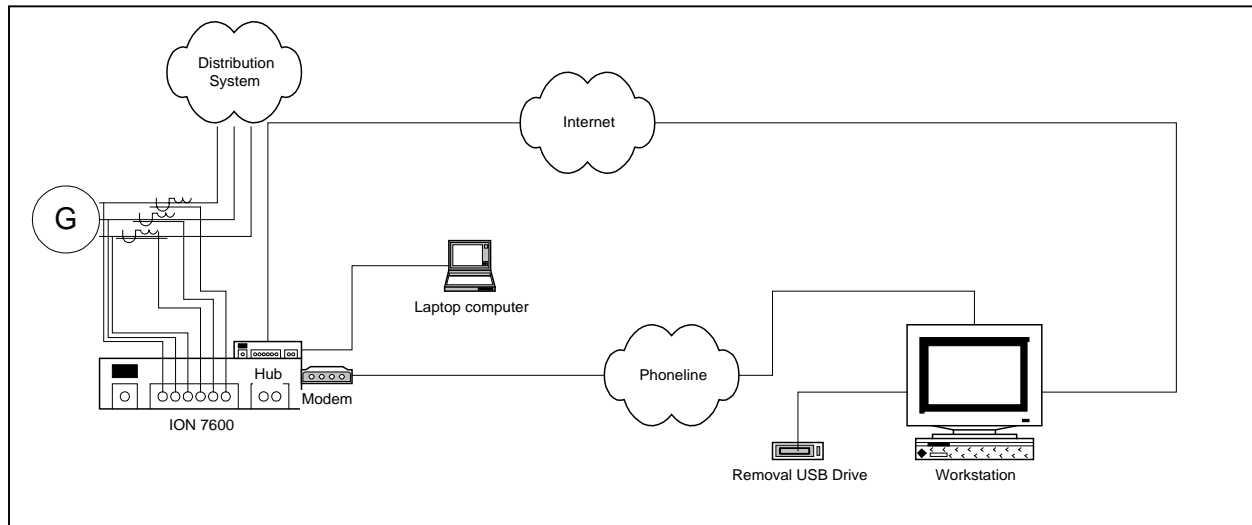 Distribution
System
Internet
G
Laptop computer
Hub
Phoneline
Modem
ION 7600
Removal USB Drive
Workstation